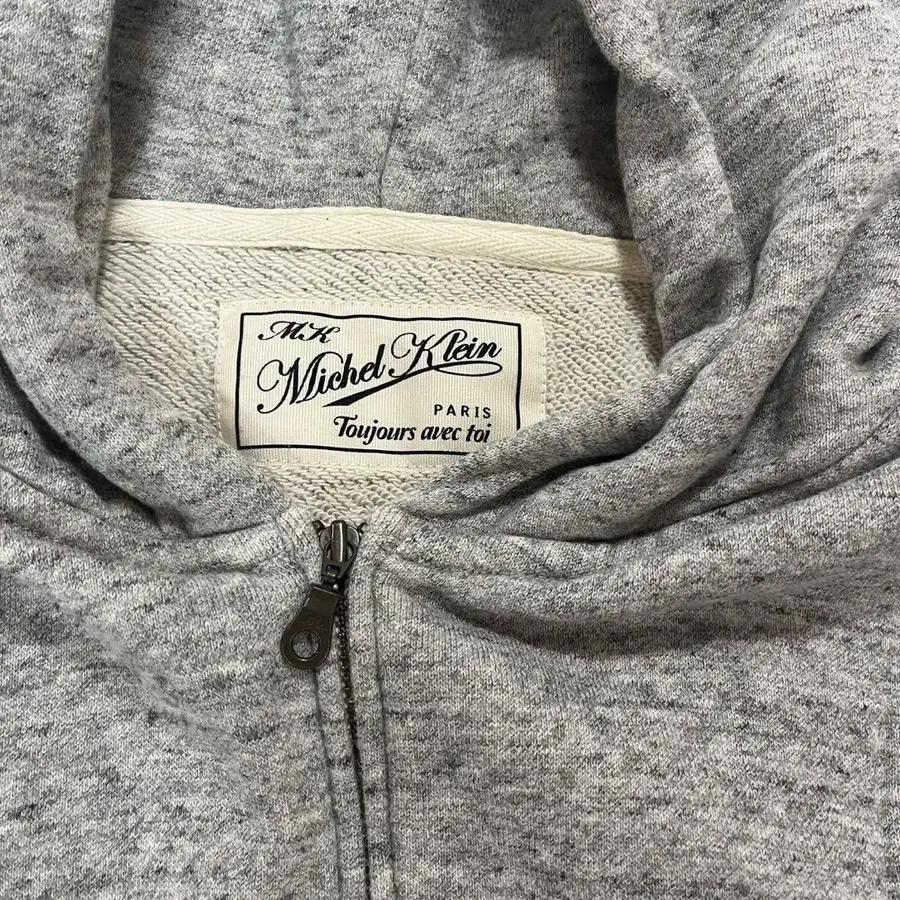 MK
Michel Klein
PARIS
Toujours avec toi